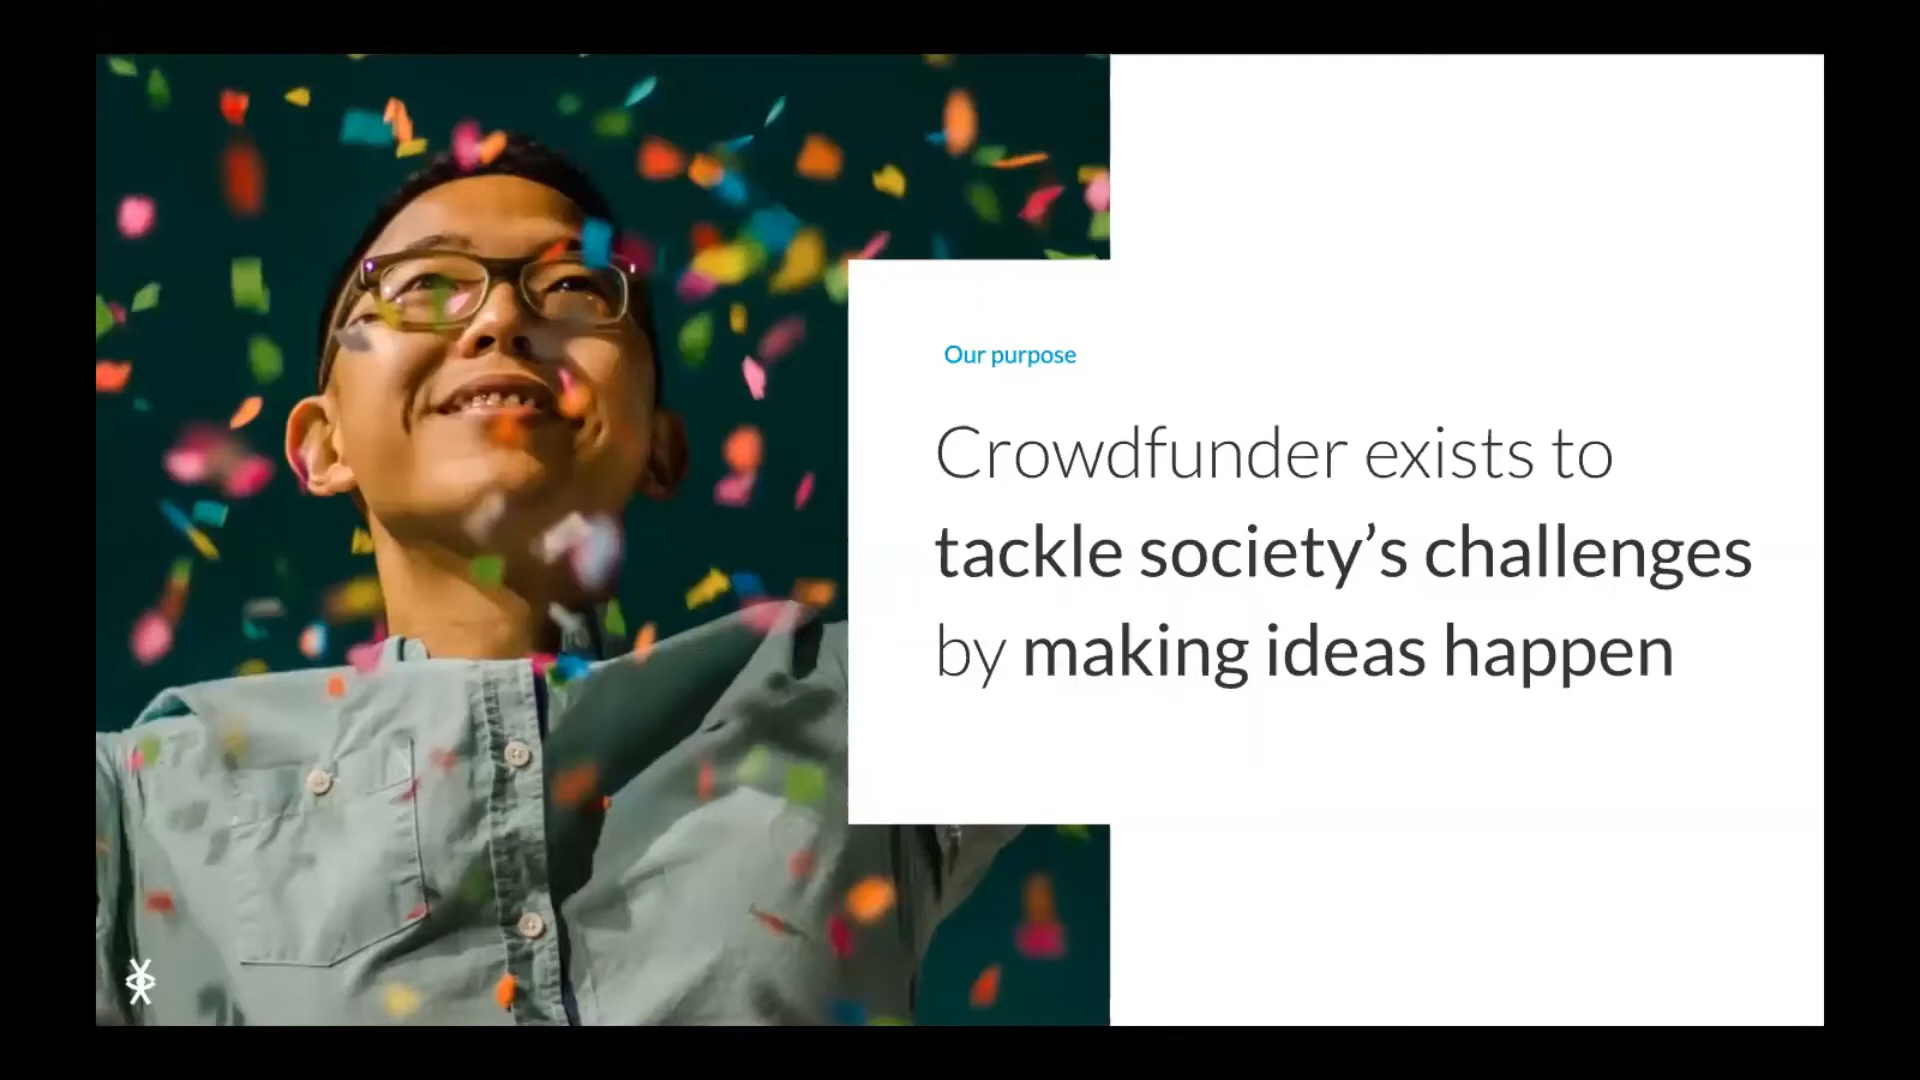 Our purpose
Crowdfunder exists to
tackle society’s challenges
by making ideas happen